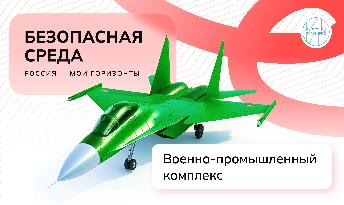 БЕЗОПАСНАЯ
СРЕДА
РОССИЯ – МОИ ГОРИЗОНТЫ
Военно-промышленный
комплекс